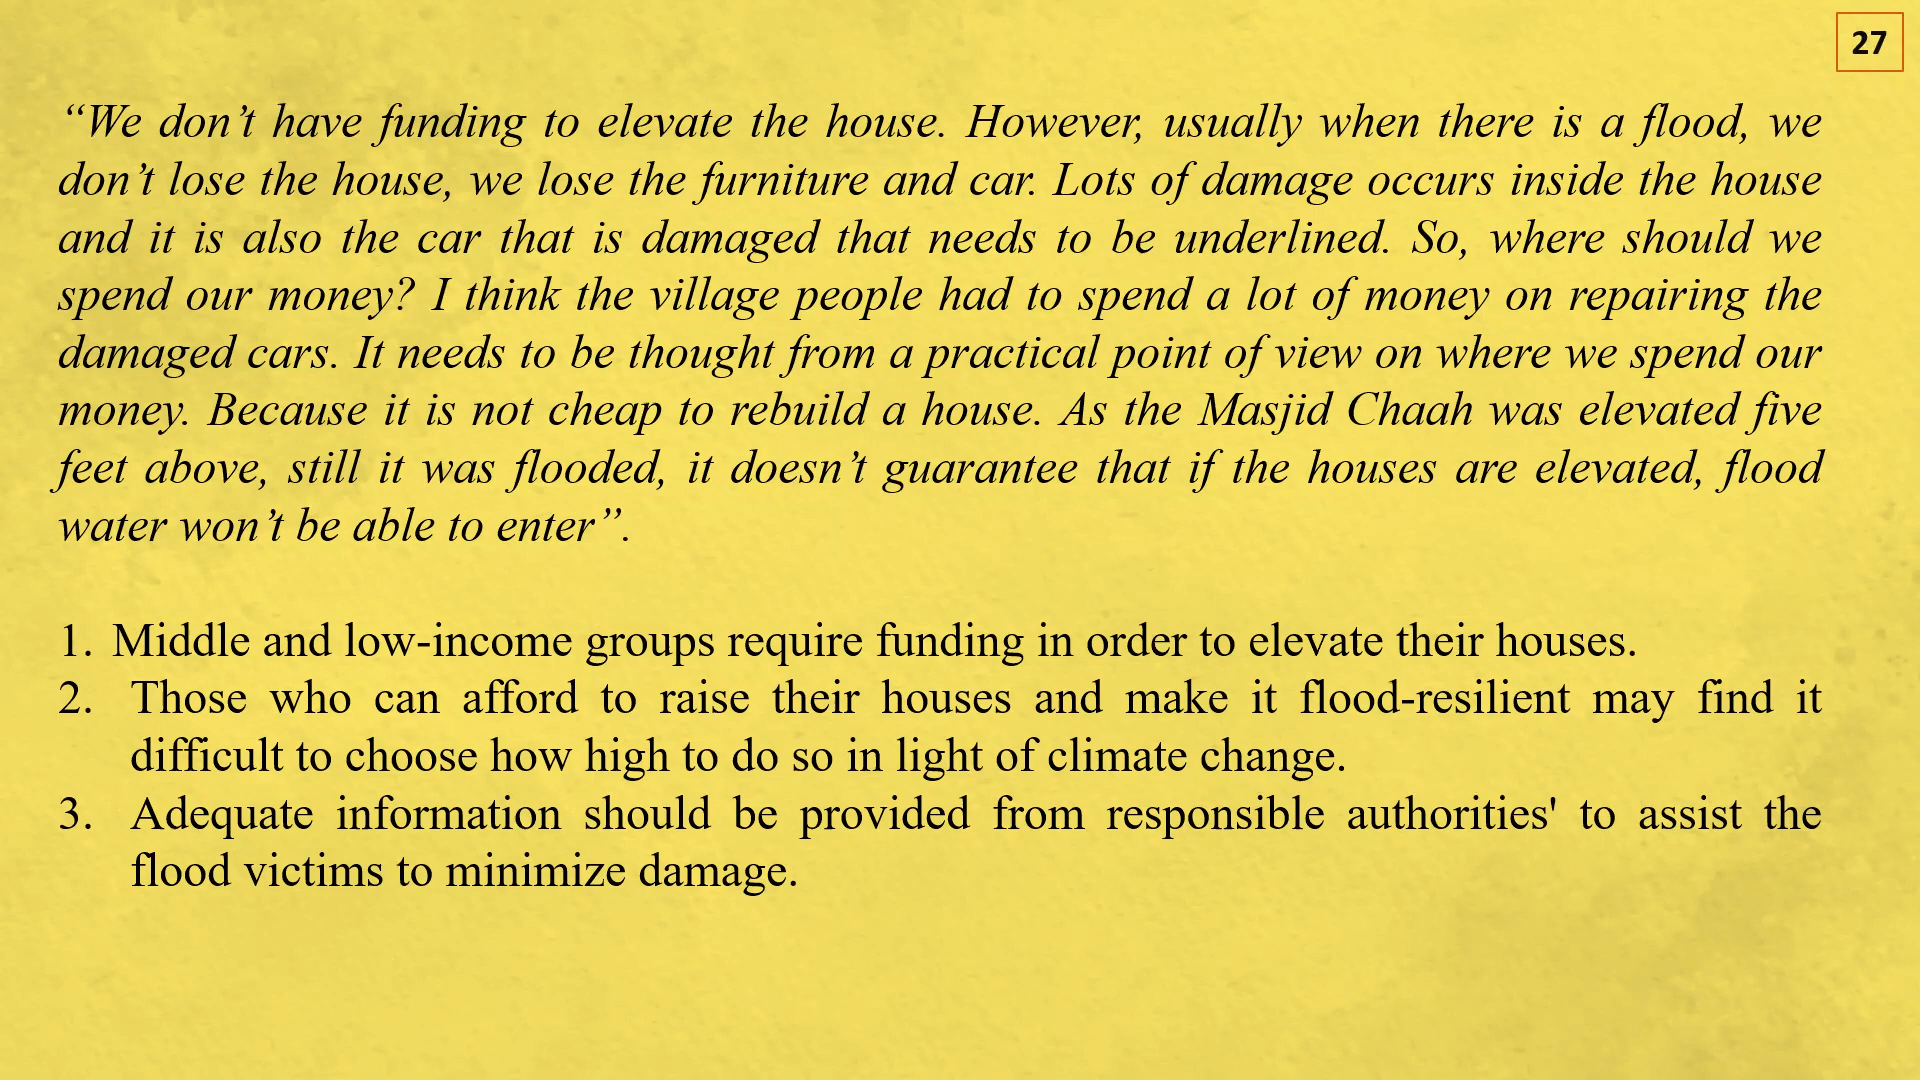 27
“We don’t have funding to elevate the house. However, usually when there is a flood, we
don’t lose the house, we lose the furniture and car. Lots of damage occurs inside the house
and it is also the car that is damaged that needs to be underlined. So, where should we
spend our money? I think the village people had to spend a lot of money on repairing the
damaged cars. It needs to be thought from a practical point of view on where we spend our
money. Because it is not cheap to rebuild a house. As the Masjid Chaah was elevated five
feet above, still it was flooded, it doesn’t guarantee that if the houses are elevated, flood
water won’t be able to enter”.
1. Middle and low-income groups require funding in order to elevate their houses.
2. Those who can afford to raise their houses and make it flood-resilient may find it
difficult to choose how high to do so in light of climate change.
3. Adequate information should be provided from responsible authorities' to assist the
flood victims to minimize damage.